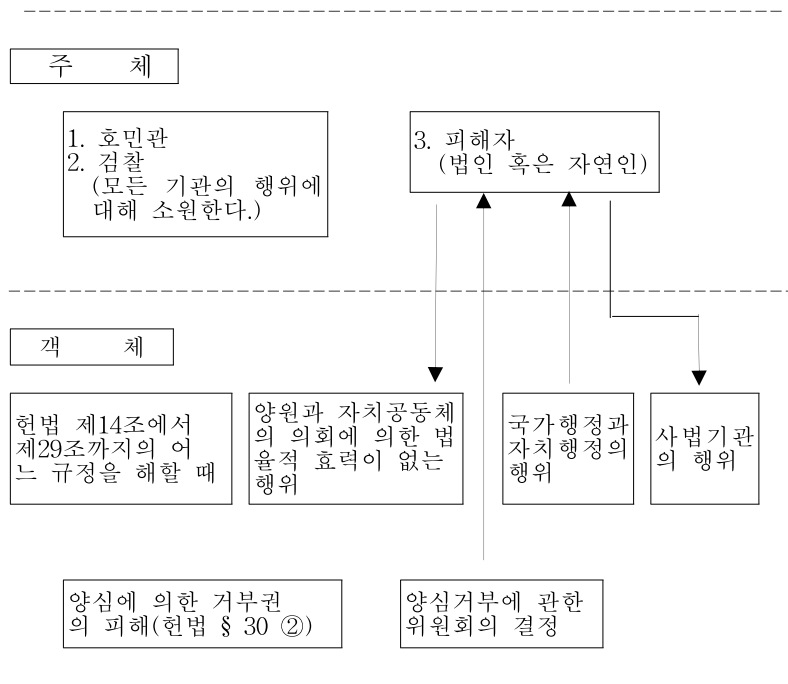 주 체
1. 호민관
2. 검찰
(모든 기관의 행위에
대해 소원한다.)
3. 피해자
(법인 혹은 자연인)
객 체
헌법 제14조에서
제29조까지의 어
느 규정을 해할 때
양원과 자치공동체
의 의회에 의한 법
율적 효력이 없는
행위
국가행정과
자치행정의
행위
사법기관
의 행위
양심에 의한 거부권
의 피해(헌법 § 30 ②)
양심거부에 관한
위원회의 결정